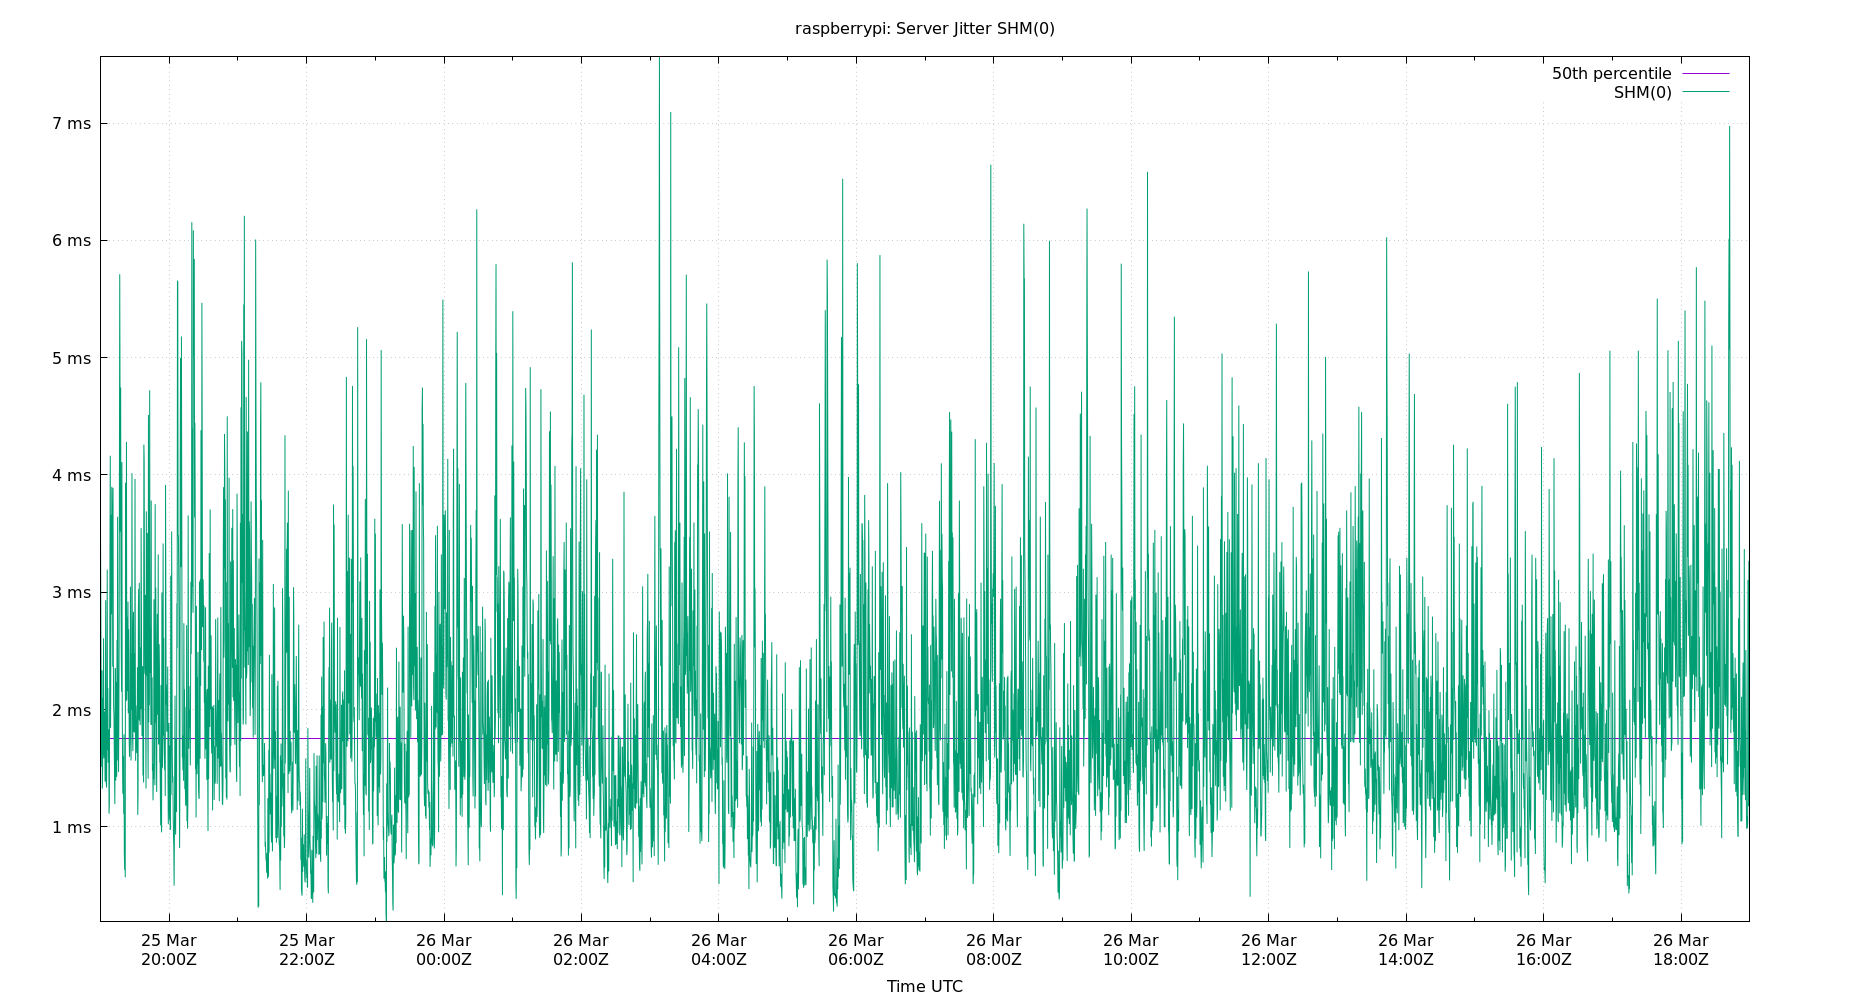 raspberrypi: Server Jitter SHM(0)
50th percentile
SHM(0)
7 ms
6 ms
5 ms
4 ms
3 ms
2 ms
1 ms
25 Mar 25 Mar 26 Mar 26 Mar 26 Mar 26 Mar 26 Mar 26 Mar 26 Mar 26 Mar 26 Mar 26 Mar
20:00Z 22:00Z 00:00Z 02:00Z 04:00Z 06:00Z 08:00Z 10:00Z 12:00Z 14:00Z 16:00Z 18:00Z
Time UTC